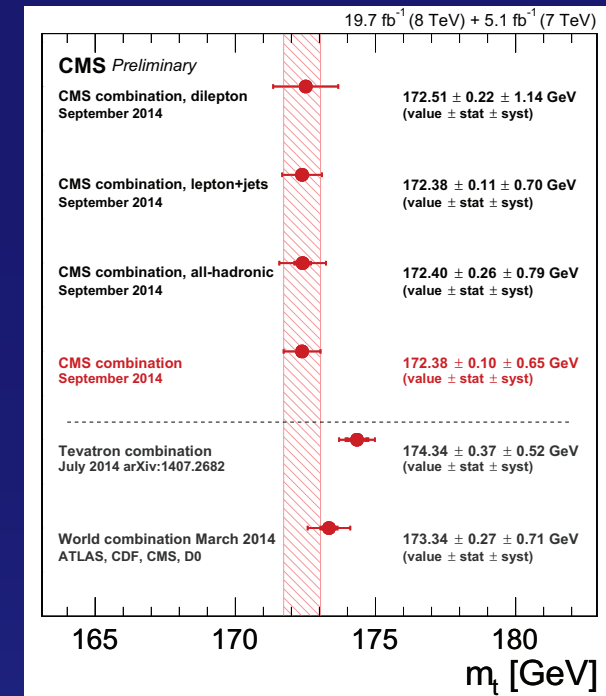 19.7 fb⁻¹ (8 TeV) + 5.1 fb⁻¹ (7 TeV)
CMS Preliminary
CMS combination, dilepton 172.51 ± 0.22 ± 1.14 GeV
September 2014 (value ± stat ± syst)
CMS combination, lepton+jets 172.38 ± 0.11 ± 0.70 GeV
September 2014 (value ± stat ± syst)
CMS combination, all-hadronic 172.40 ± 0.26 ± 0.79 GeV
September 2014 (value ± stat ± syst)
CMS combination 172.38 ± 0.10 ± 0.65 GeV
September 2014 (value ± stat ± syst)
Tevatron combination 174.34 ± 0.37 ± 0.52 GeV
July 2014 arXiv:1407.2682 (value ± stat ± syst)
World combination March 2014 173.34 ± 0.27 ± 0.71 GeV
ATLAS, CDF, CMS, D0 (value ± stat ± syst)
165 170 175 180
mₜ [GeV]